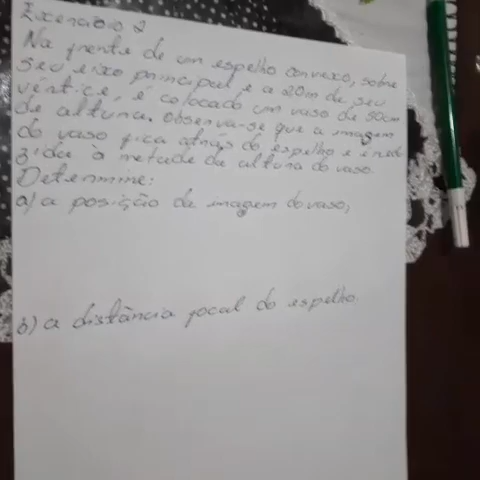 Exercício 2
Na frente de um espelho convexo, sobre
seu eixo principal e a 20m de seu
vértice, é colocado um vaso de 50cm
de altura. Observa-se que a imagem
do vaso fica atrás do espelho e é redu
zida à metade da altura do vaso.
Determine:
a) a posição da imagem do vaso;
b) a distância focal do espelho.